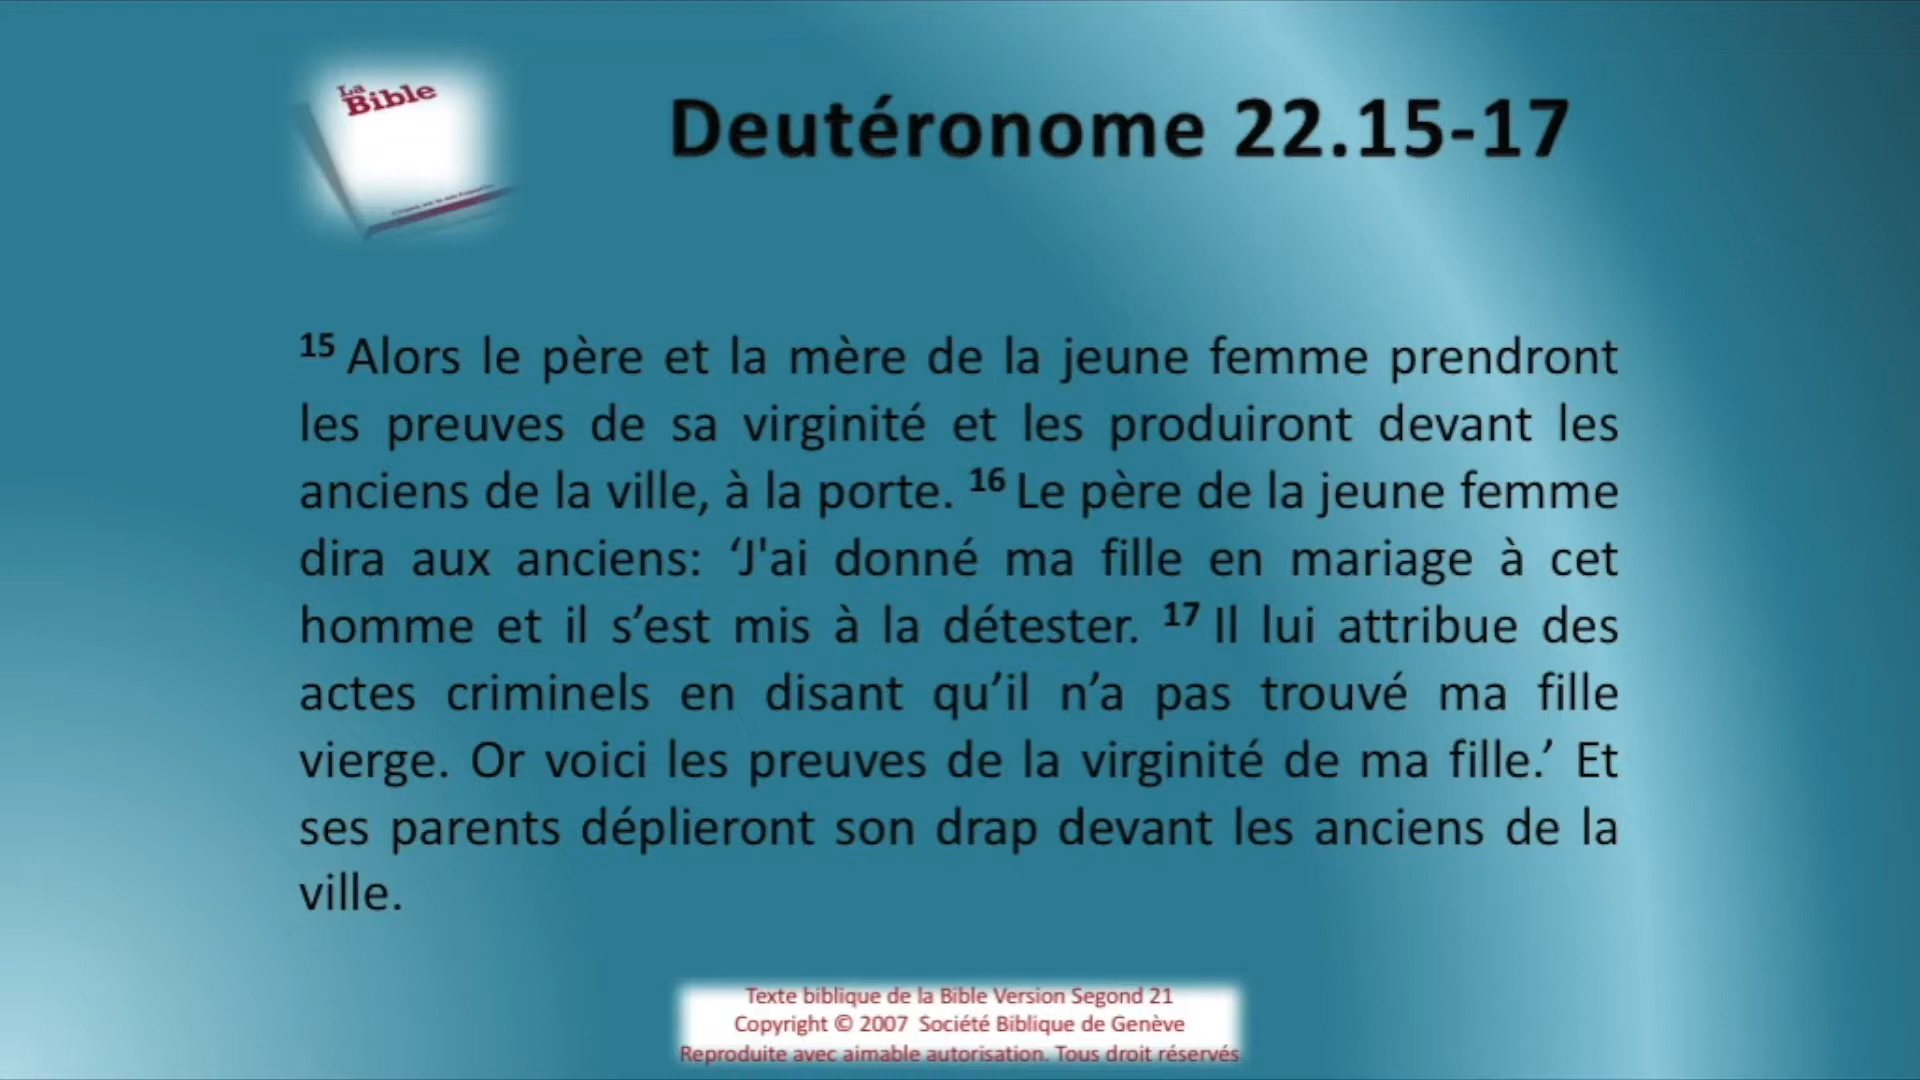 La
Bible
Deutéronome 22.15-17
15 Alors le père et la mère de la jeune femme prendront
les preuves de sa virginité et les produiront devant les
anciens de la ville, à la porte. 16 Le père de la jeune femme
dira aux anciens: ‘J'ai donné ma fille en mariage à cet
homme et il s’est mis à la détester. 17 Il lui attribue des
actes criminels en disant qu’il n’a pas trouvé ma fille
vierge. Or voici les preuves de la virginité de ma fille.’ Et
ses parents déplieront son drap devant les anciens de la
ville.
Texte biblique de la Bible Version Segond 21
Copyright © 2007 Société Biblique de Genève
Reproduite avec aimable autorisation. Tous droit réservés